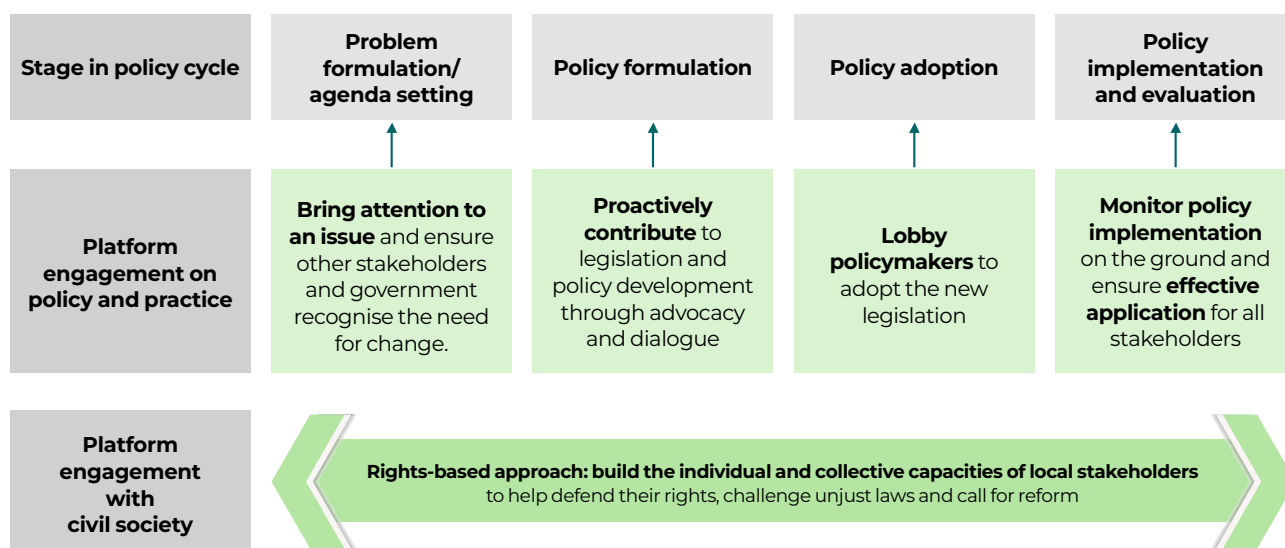 Stage in policy cycle
Problem
formulation/
agenda setting
Policy formulation
Policy adoption
Policy
implementation
and evaluation
Platform
engagement on
policy and practice
Bring attention to
an issue and ensure
other stakeholders
and government
recognise the need
for change.
Proactively
contribute to
legislation and
policy development
through advocacy
and dialogue
Lobby
policymakers to
adopt the new
legislation
Monitor policy
implementation
on the ground and
ensure effective
application for all
stakeholders
Platform
engagement
with
civil society
Rights-based approach: build the individual and collective capacities of local stakeholders
to help defend their rights, challenge unjust laws and call for reform